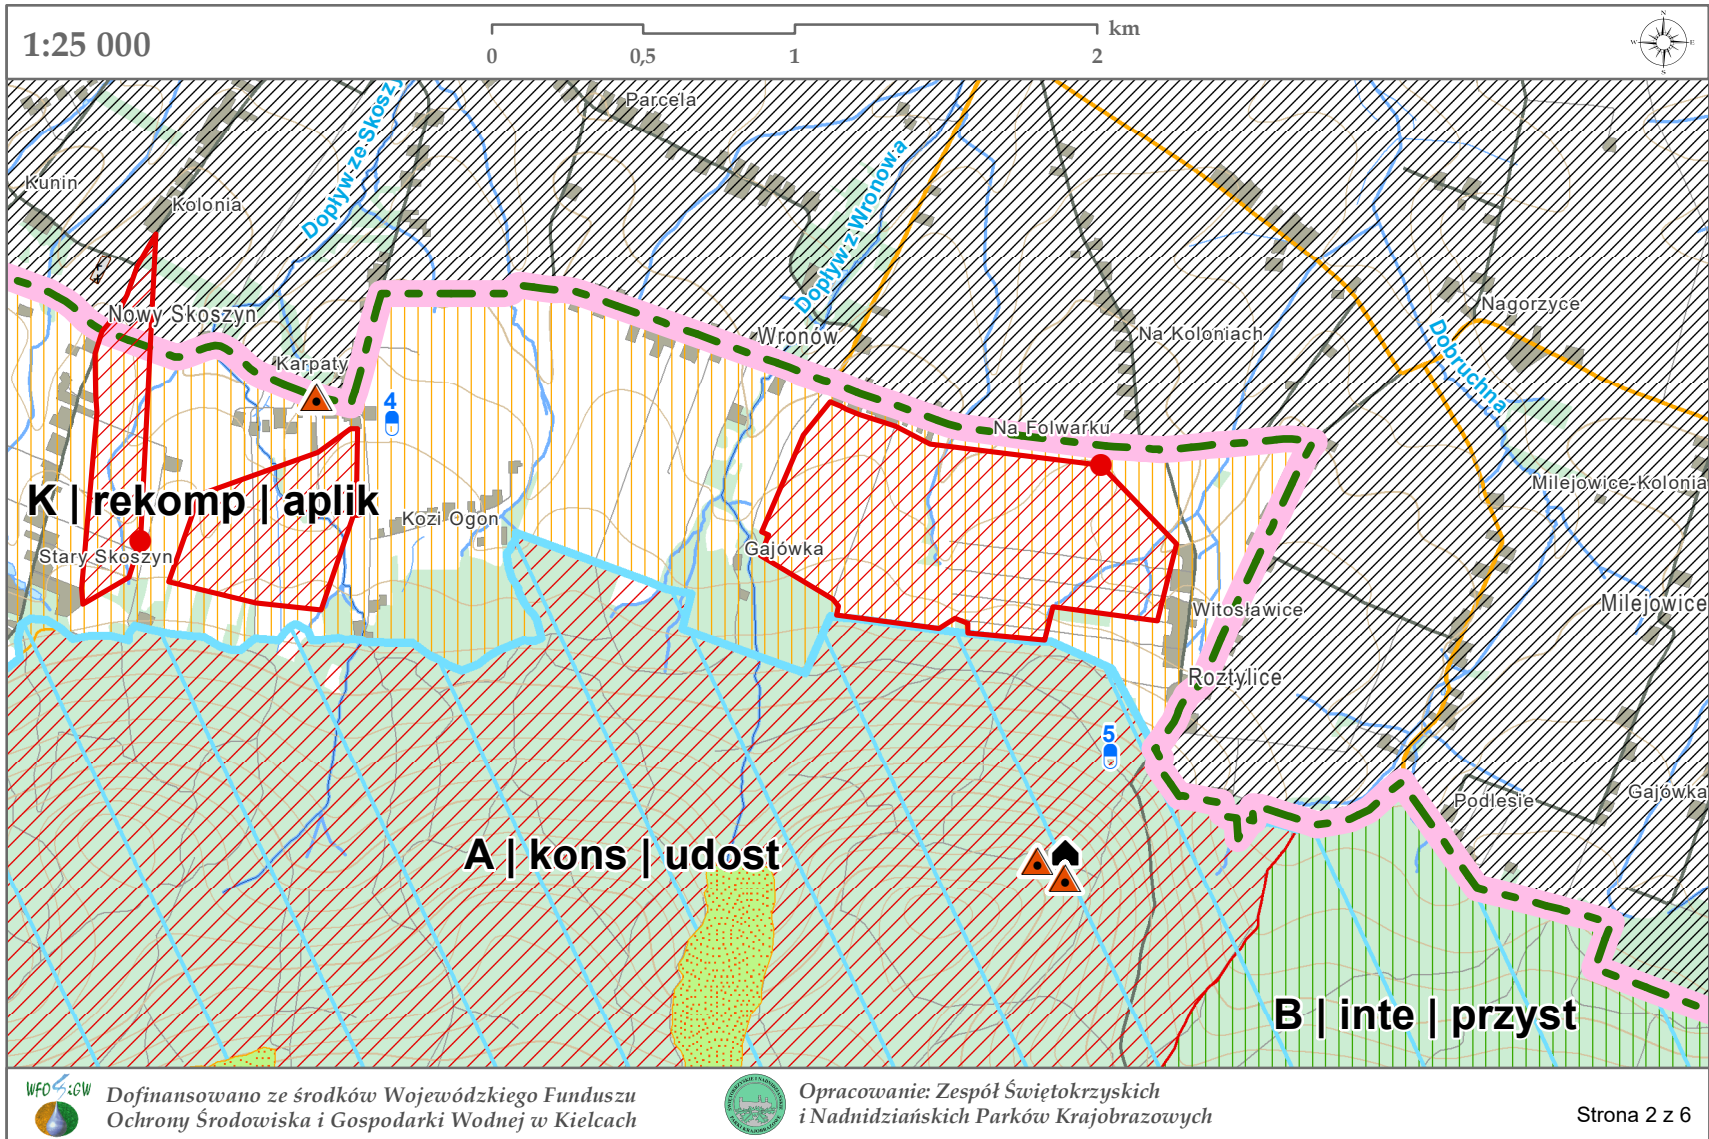 1:25 000
km
0 0,5 1 2
Parcela
Dopływ ze Skoszy
Dopływ z Wronowa
Kunin
Kolonia
Nowy Skoszyn
Karpaty
4
Wronów
Na Koloniach
Nagorzyce
Dobruchna
Na Folwarku
K | rekomp | aplik
Kozi Ogon
Milejowice-Kolonia
Stary Skoszyn
Gajówka
Witosławice
Milejowice
Roztylice
5
Podlesie
Gajówka
A | kons | udost
B | inte | przyst
WFOŚiGW
Dofinansowano ze środków Wojewódzkiego Funduszu
Ochrony Środowiska i Gospodarki Wodnej w Kielcach
Opracowanie: Zespół Świętokrzyskich
i Nadnidziańskich Parków Krajobrazowych
Strona 2 z 6